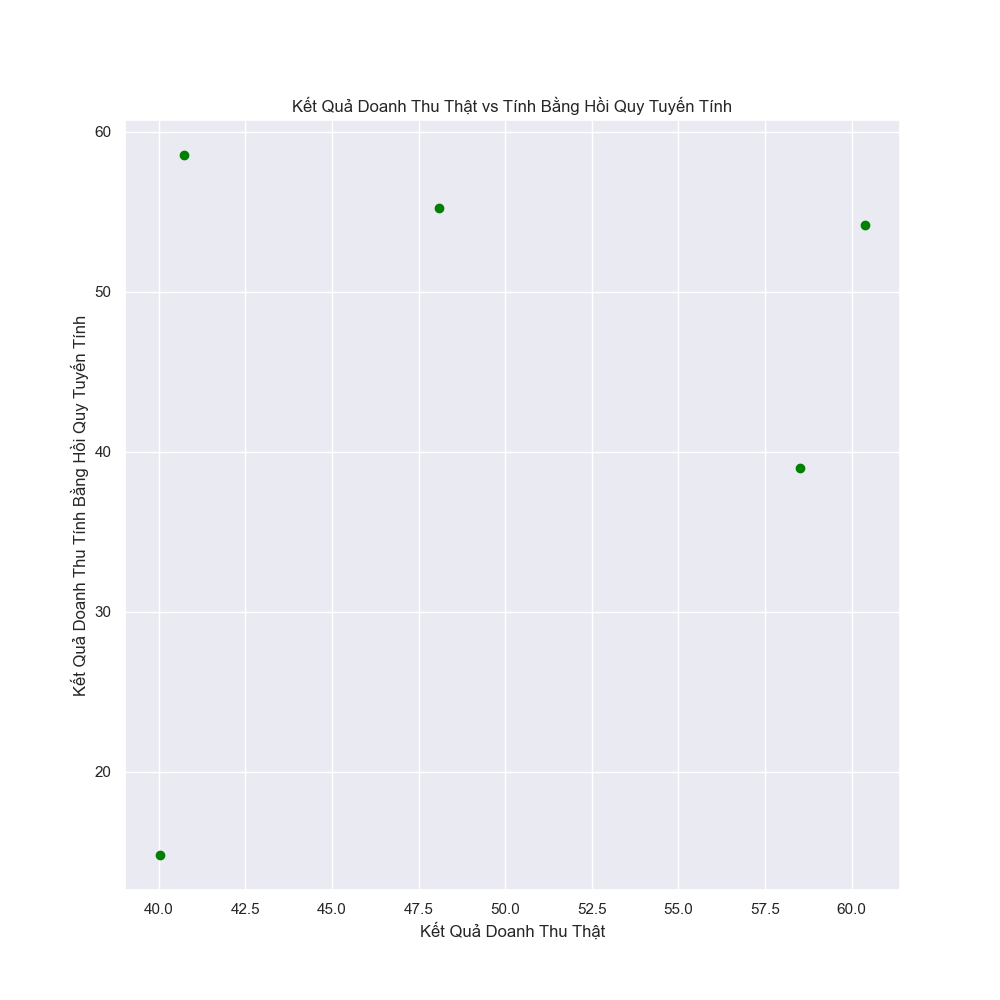 Kết Quả Doanh Thu Thật vs Tính Bằng Hồi Quy Tuyến Tính
Kết Quả Doanh Thu Tính Bằng Hồi Quy Tuyến Tính
60
50
40
30
20
40.0 42.5 45.0 47.5 50.0 52.5 55.0 57.5 60.0
Kết Quả Doanh Thu Thật